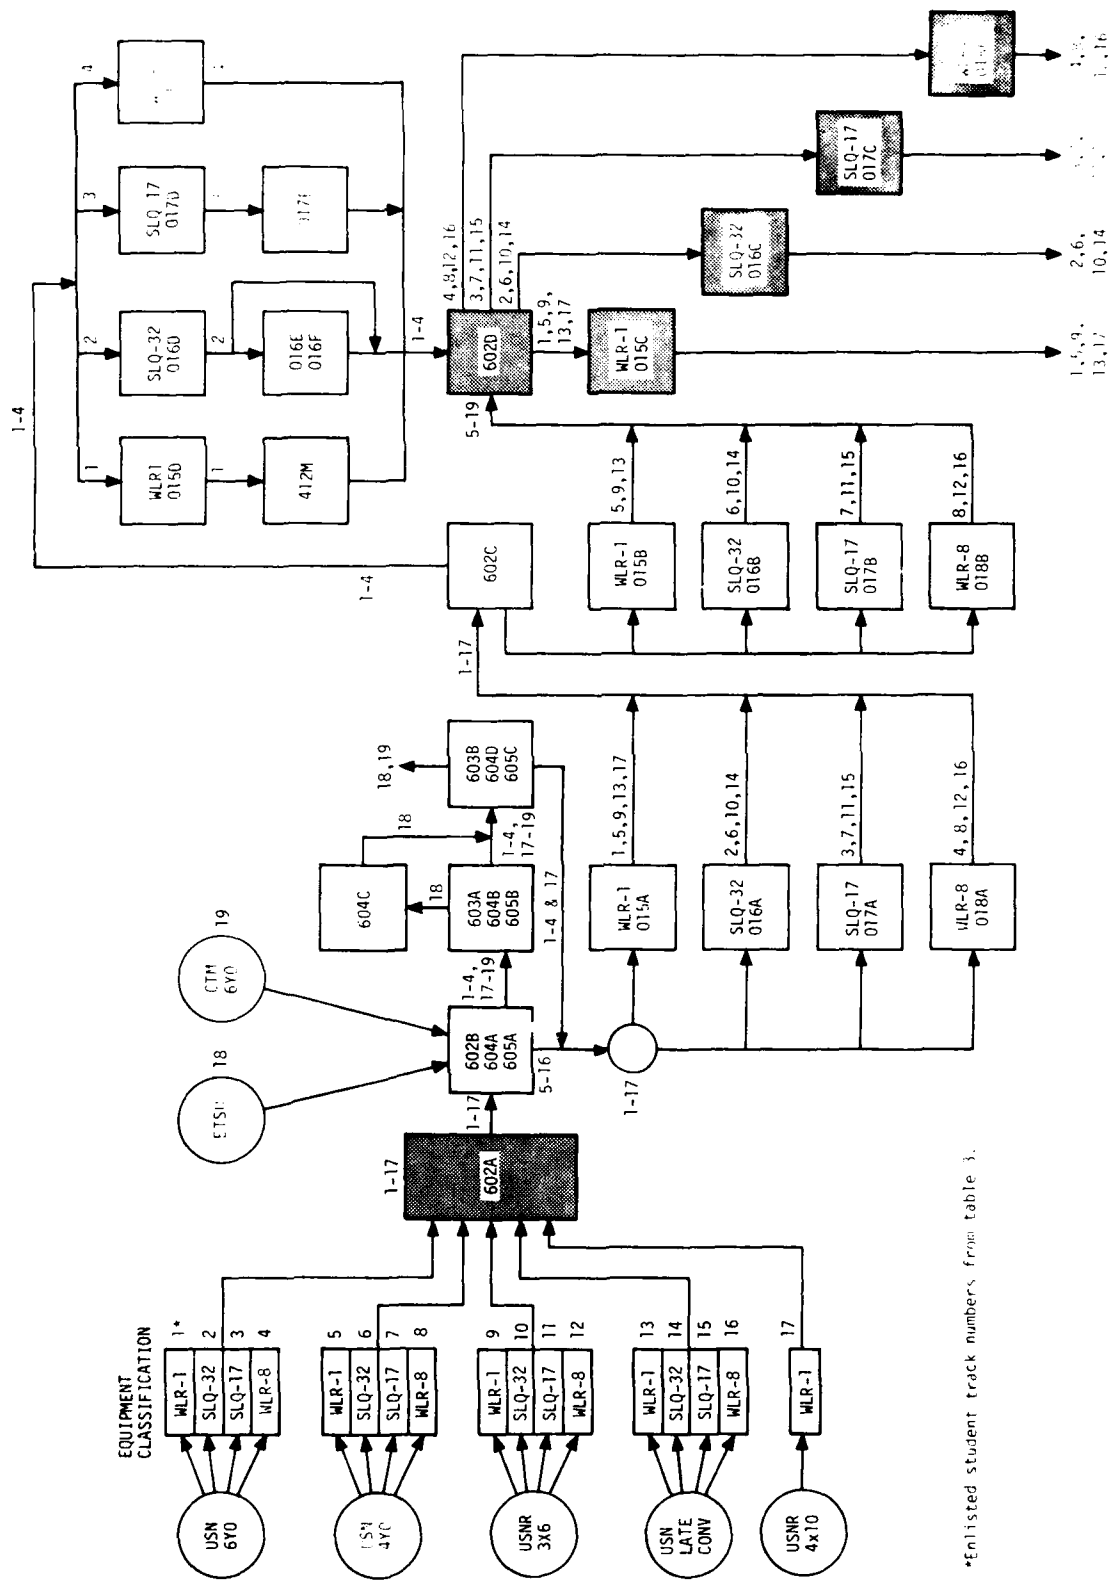 EQUIPMENT
CLASSIFICATION
USN
6YO
WLR-1
SLQ-32
SLQ-17
WLR-8
1*
2
3
4
4YO
WLR-1
SLQ-32
SLQ-17
WLR-8
5
6
7
8
USNR
3X6
WLR-1
SLQ-32
SLQ-17
WLR-8
9
10
11
12
USN
LATE
CONV
WLR-1
SLQ-32
SLQ-17
WLR-8
13
14
15
16
USNR
4x10
WLR-1
17
1-17
602A
1-17
18
CTM
6YO
19
602B
604A
605A
5-16
1-4,
17-19
1-17
604C
18
18
603A
604B
605B
1-4,
17-19
18,19
603B
604D
605C
1-4 & 17
WLR-1
015A
1,5,9,13,17
SLQ-32
016A
2,6,10,14
SLQ-17
017A
3,7,11,15
WLR-8
018A
4,8,12,16
1-17
602C
1-4
1-4
WLR-1
015B
5,9,13
SLQ-32
016B
6,10,14
SLQ-17
017B
7,11,15
WLR-8
018B
8,12,16
5-19
1
WLR1
015D
1
412M
2
SLQ-32
016D
2
016E
016F
3
SLQ-17
017D
4
1-4
602D
4,8,12,16
3,7,11,15
2,6,10,14
1,5,9,
13,17
WLR-1
015C
1,5,9,
13,17
SLQ-32
016C
2,6,
10,14
SLQ-17
017C
*Enlisted student track numbers from table 3.